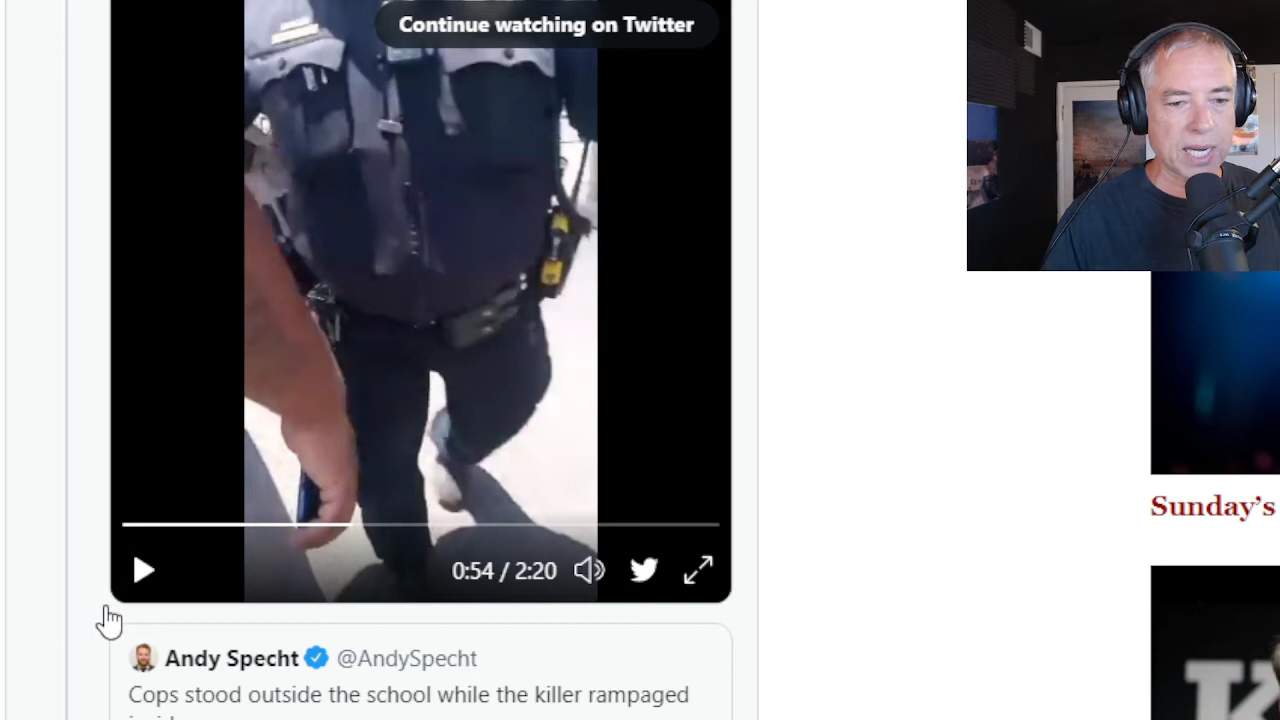 Continue watching on Twitter
0:54 / 2:20
Andy Specht @AndySpecht
Cops stood outside the school while the killer rampaged
Sunday's